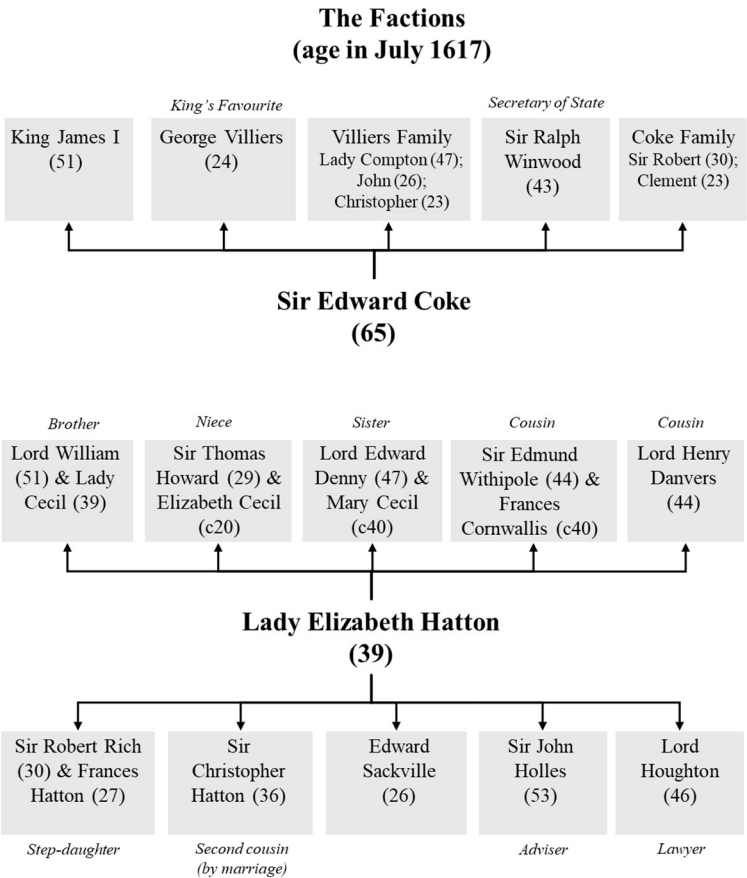 The Factions
(age in July 1617)
King's Favourite
Secretary of State
King James I
(51)
George Villiers
(24)
Villiers Family
Lady Compton (47);
John (26);
Christopher (23)
Sir Ralph
Winwood
(43)
Coke Family
Sir Robert (30);
Clement (23)
Sir Edward Coke
(65)
Brother
Niece
Sister
Cousin
Cousin
Lord William
(51) & Lady
Cecil (39)
Sir Thomas
Howard (29) &
Elizabeth Cecil
(c20)
Lord Edward
Denny (47) &
Mary Cecil
(c40)
Sir Edmund
Withipole (44) &
Frances
Cornwallis (c40)
Lord Henry
Danvers
(44)
Lady Elizabeth Hatton
(39)
Sir Robert Rich
(30) & Frances
Hatton (27)
Sir
Christopher
Hatton (36)
Edward
Sackville
(26)
Sir John
Holles
(53)
Lord
Houghton
(46)
Step-daughter
Second cousin
(by marriage)
Adviser
Lawyer